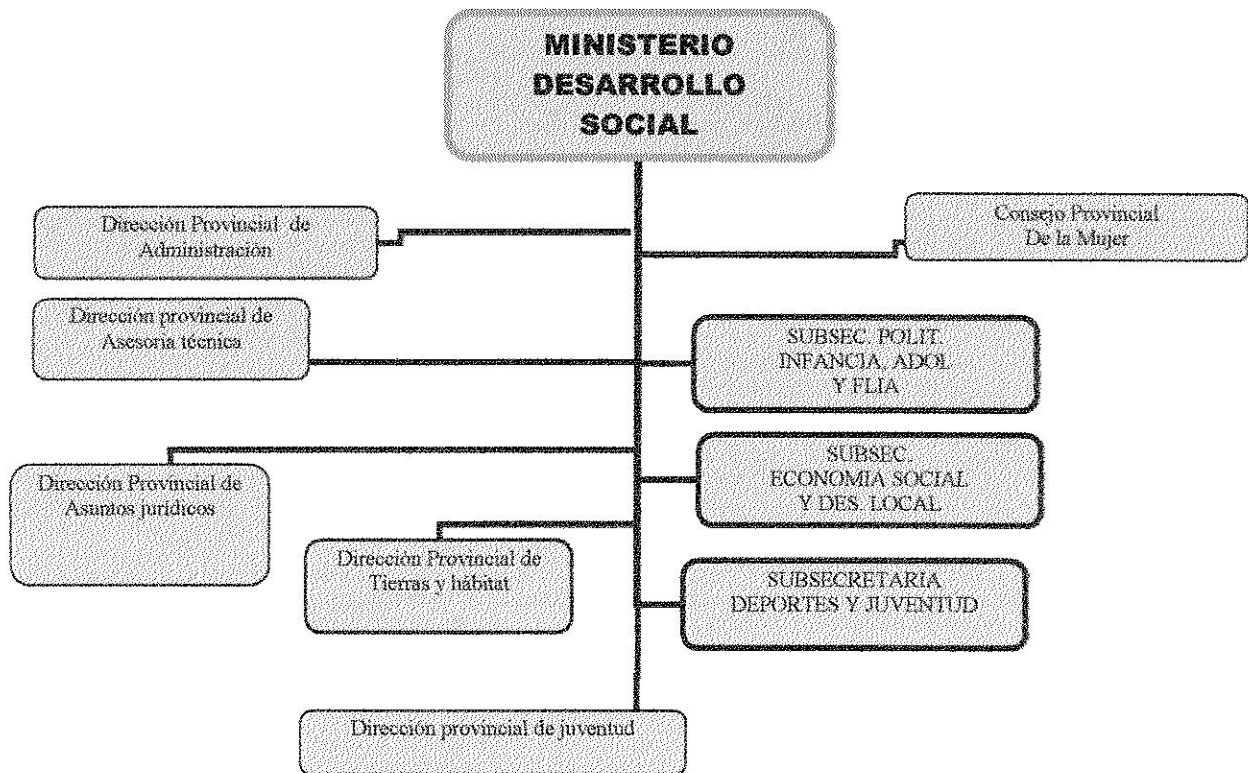 MINISTERIO
DESARROLLO
SOCIAL
Dirección Provincial de
Administración
Consejo Provincial
De la Mujer
Dirección provincial de
Asesoria técnica
SUBSEC. POLIT.
INFANCIA, ADOL
Y FLIA
SUBSEC.
ECONOMIA SOCIAL
Y DES. LOCAL
Dirección Provincial de
Asuntos jurídicos
Dirección Provincial de
Tierras y hábitat
SUBSECRETARIA
DEPORTES Y JUVENTUD
Dirección provincial de juventud